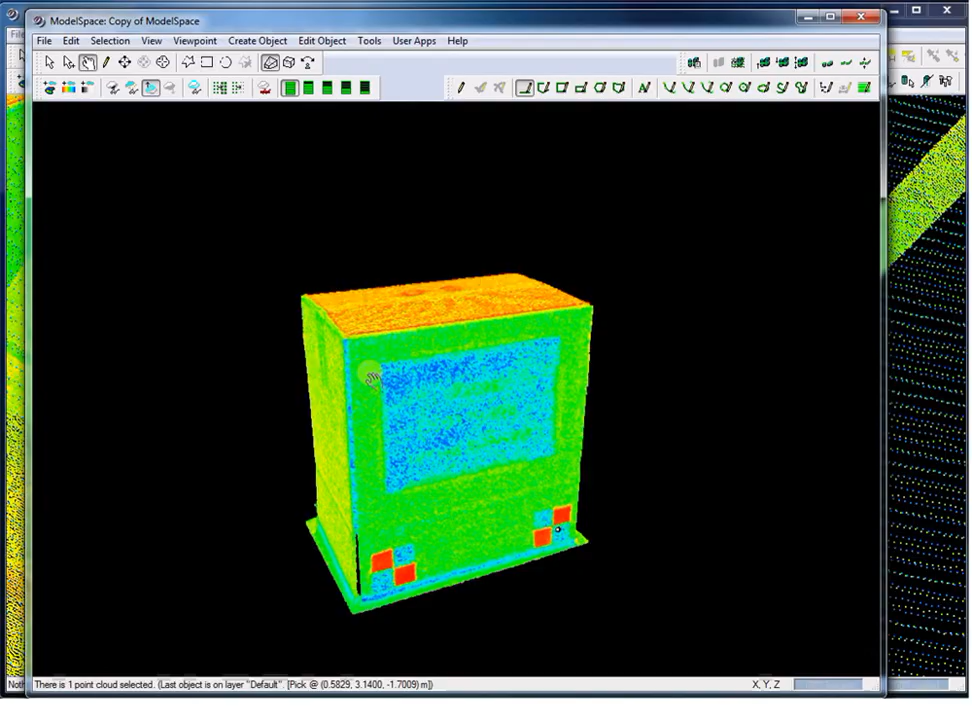 ModelSpace: Copy of ModelSpace
File Edit Selection View Viewpoint Create Object Edit Object Tools User Apps Help
There is 1 point cloud selected. (Last object is on layer "Default". [Pick @ (0.5829, 3.1400, -1.7009) m])
X, Y, Z